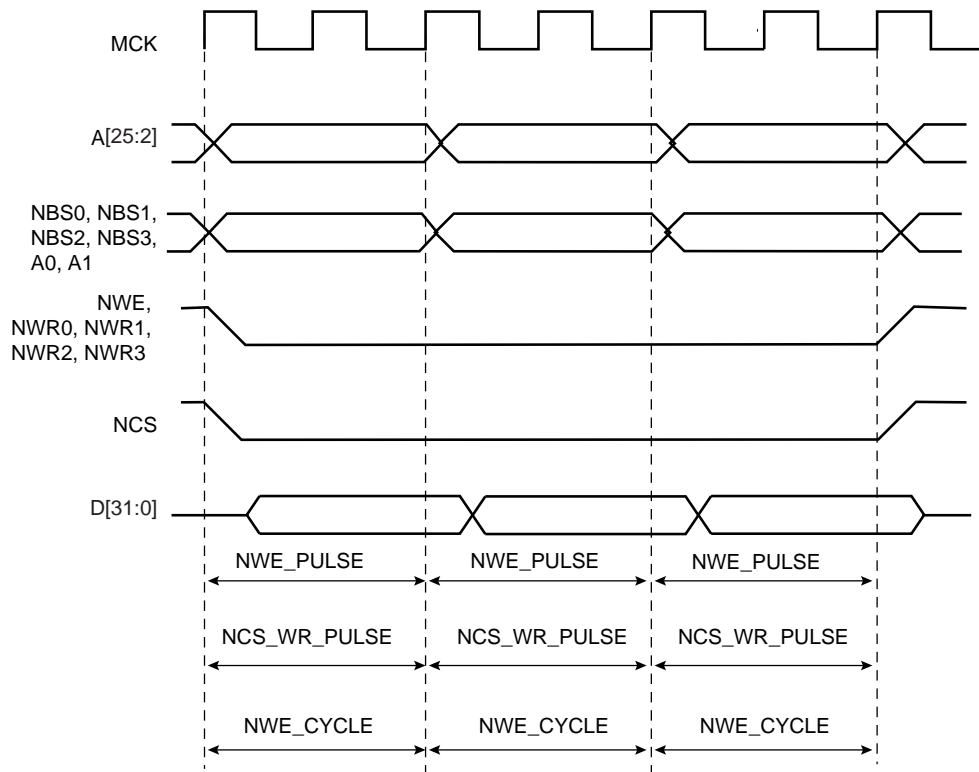 MCK
A[25:2]
NBS0, NBS1,
NBS2, NBS3,
A0, A1
NWE,
NWR0, NWR1,
NWR2, NWR3
NCS
D[31:0]
NWE_PULSE NWE_PULSE NWE_PULSE
NCS_WR_PULSE NCS_WR_PULSE NCS_WR_PULSE
NWE_CYCLE NWE_CYCLE NWE_CYCLE